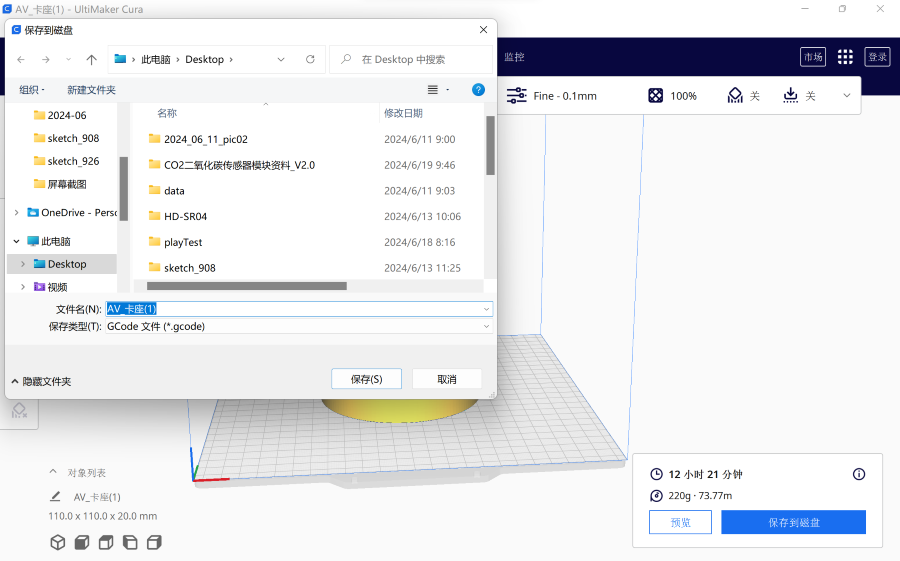 AV_卡座(1) - UltiMaker Cura
保存到磁盘
此电脑 Desktop
在 Desktop 中搜索
组织
新建文件夹
2024-06
sketch_908
sketch_926
屏幕截图
OneDrive - Perso
此电脑
Desktop
视频
名称 修改日期
2024_06_11_pic02 2024/6/11 9:00
CO2二氧化碳传感器模块资料_V2.0 2024/6/19 9:46
data 2024/6/11 9:03
HD-SR04 2024/6/13 10:06
playTest 2024/6/18 8:16
sketch_908 2024/6/13 11:25
文件名(N): AV_卡座(1)
保存类型(T): GCode 文件 (*.gcode)
隐藏文件夹
保存(S)
取消
监控
市场
登录
Fine - 0.1mm
100%
关
关
对象列表
AV_卡座(1)
110.0 x 110.0 x 20.0 mm
12 小时 21 分钟
220g · 73.77m
预览
保存到磁盘